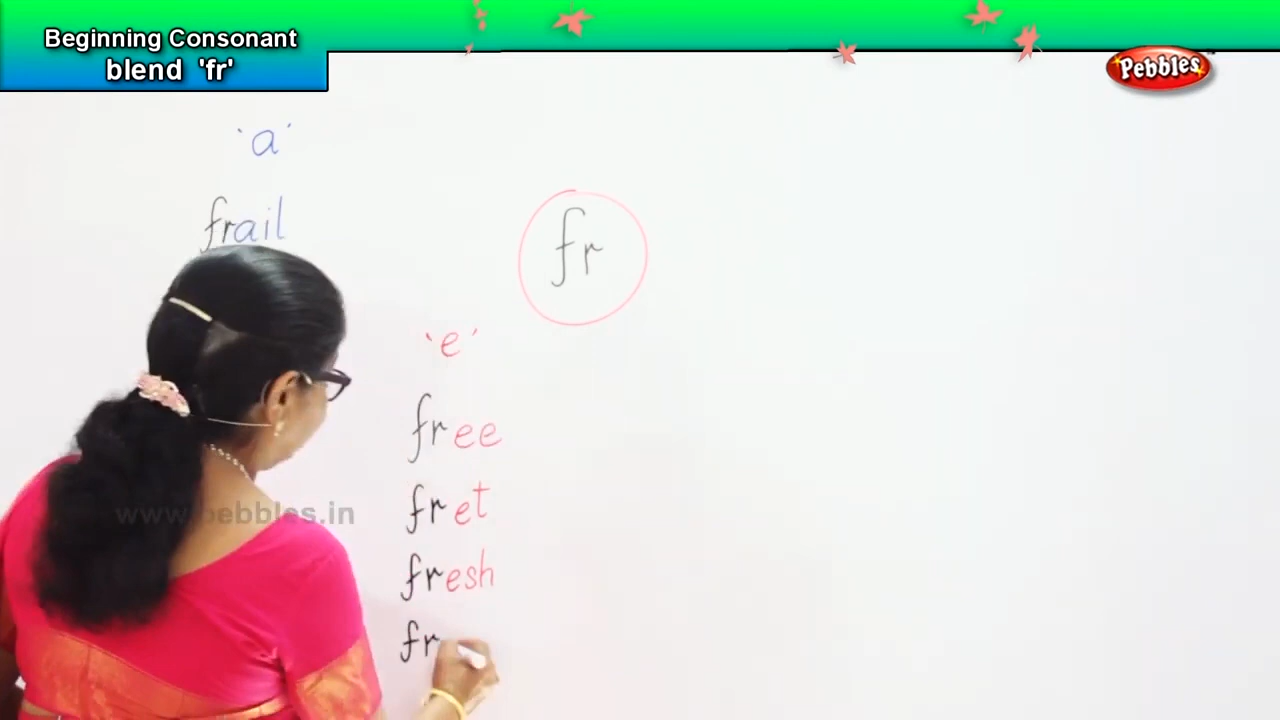 Beginning Consonant
blend 'fr'
Pebbles
'a'
frail
fr
'e'
free
fret
fresh
fr
www.pebbles.in